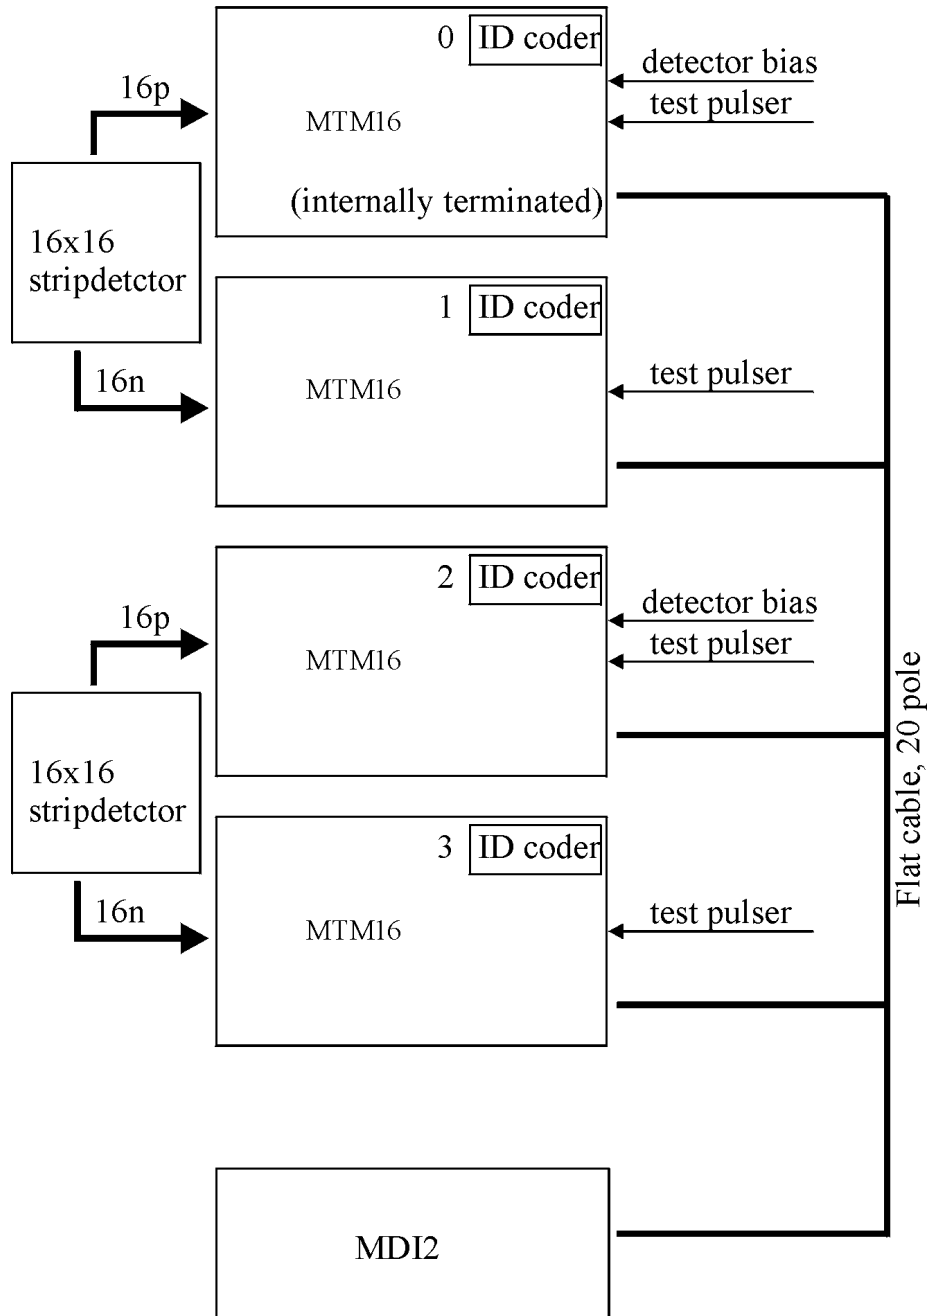 0 ID coder
detector bias
16p
test pulser
MTM16
(internally terminated)
16x16
stripdetctor
1 ID coder
16n
test pulser
MTM16
2 ID coder
detector bias
16p
test pulser
MTM16
Flat cable, 20 pole
16x16
stripdetctor
3 ID coder
16n
test pulser
MTM16
MDI2